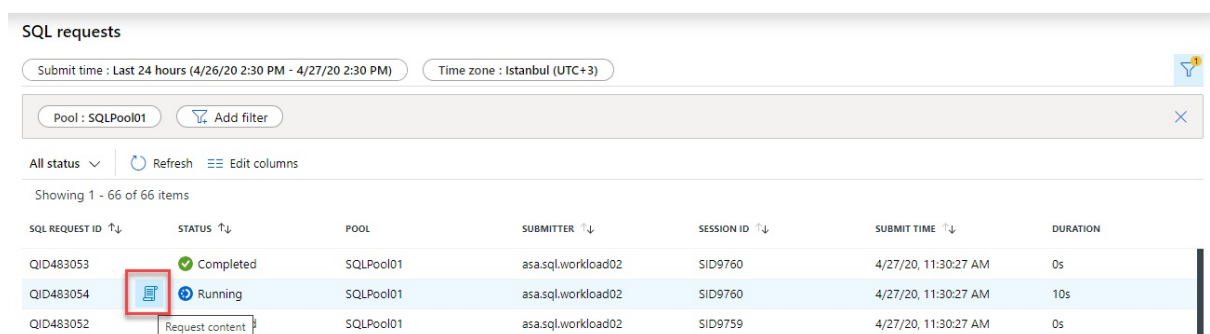 SQL requests
Submit time : Last 24 hours (4/26/20 2:30 PM - 4/27/20 2:30 PM) Time zone : Istanbul (UTC+3) 1
Pool : SQLPool01 Add filter
All status Refresh Edit columns
Showing 1 - 66 of 66 items
SQL REQUEST ID STATUS POOL SUBMITTER SESSION ID SUBMIT TIME DURATION
QID483053 Completed SQLPool01 asa.sql.workload02 SID9760 4/27/20, 11:30:27 AM 0s
QID483054 Running SQLPool01 asa.sql.workload02 SID9760 4/27/20, 11:30:27 AM 10s
QID483052 Request content SQLPool01 asa.sql.workload02 SID9759 4/27/20, 11:30:27 AM 0s